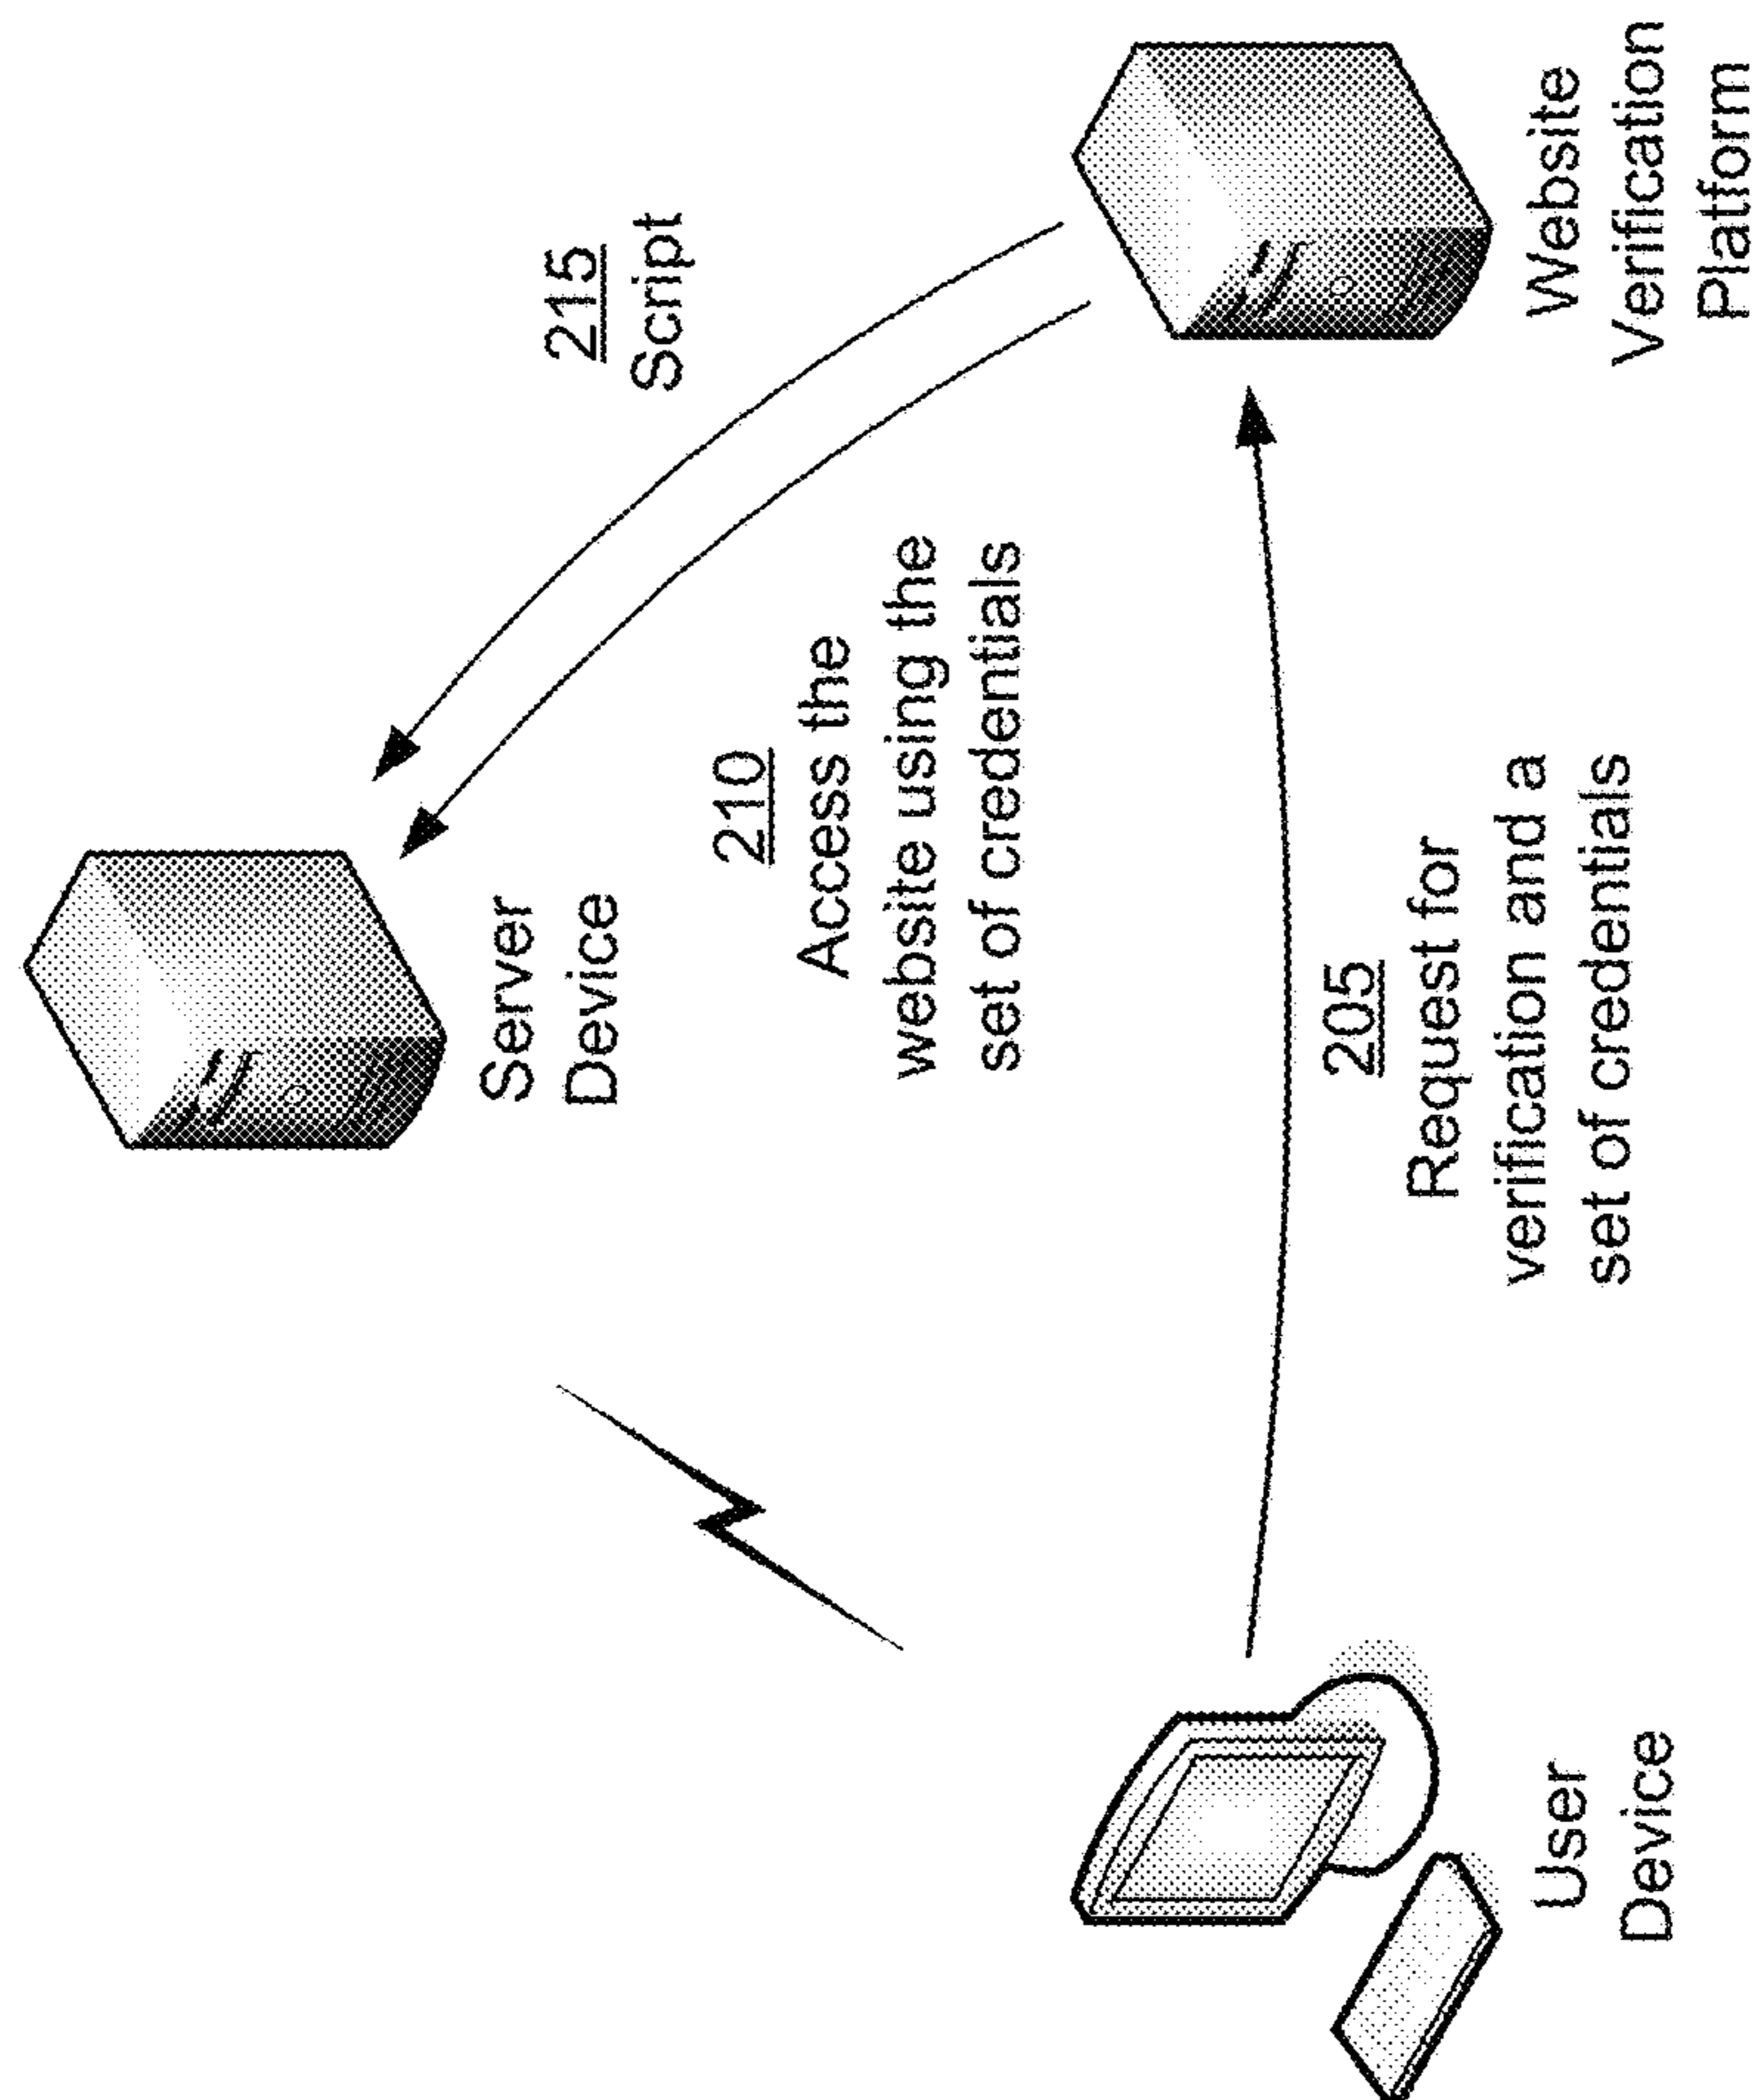 Server
Device
215
Script
210
Access the
website using the
set of credentials
205
Request for
verification and a
set of credentials
User
Device
Website
Verification
Platform